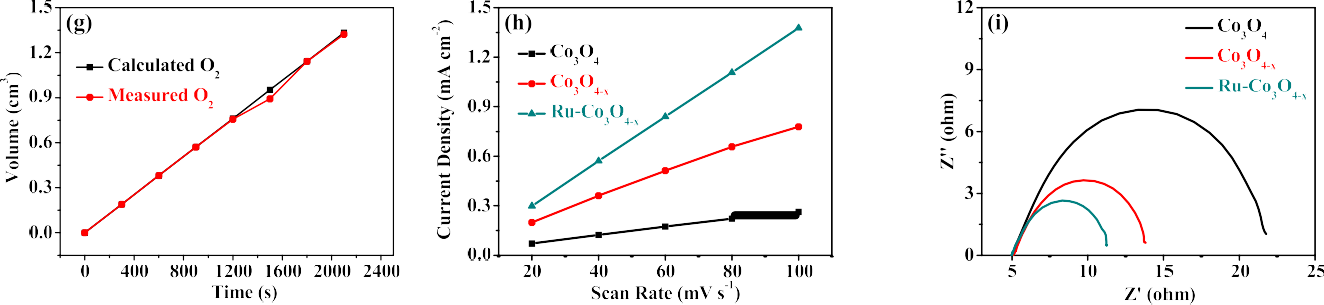 (g)
Calculated O2
Measured O2
Volume (cm3)
1.5
1.2
0.9
0.6
0.3
0.0
0 400 800 1200 1600 2000 2400
Time (s)
(h)
Co3O4
Co3O4-x
Ru-Co3O4-x
Current Density (mA cm-2)
1.5
1.2
0.9
0.6
0.3
0.0
20 40 60 80 100
Scan Rate (mV s-1)
(i)
Co3O4
Co3O4-x
Ru-Co3O4-x
Z'' (ohm)
12
9
6
3
0
5 10 15 20 25
Z' (ohm)